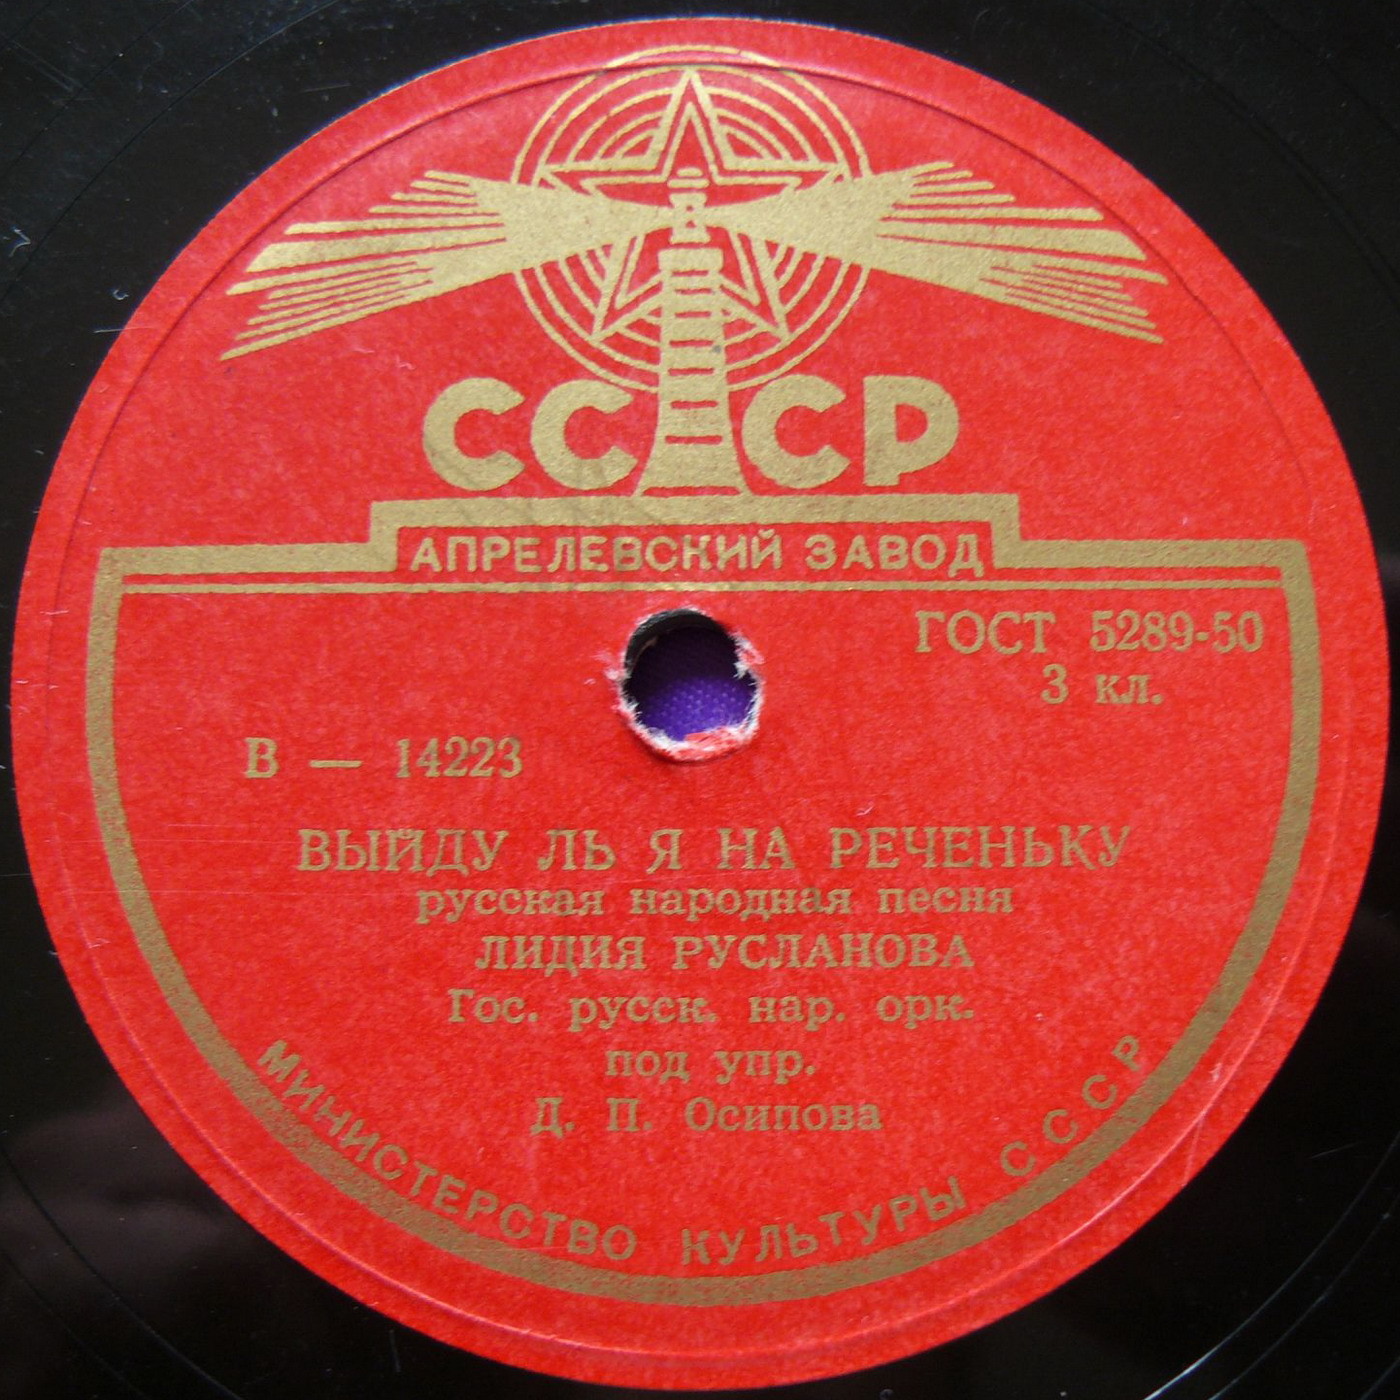 СССР
АПРЕЛЕВСКИЙ ЗАВОД
ГОСТ 5289-50
3 кл.
В — 14223
ВЫЙДУ ЛЬ Я НА РЕЧЕНЬКУ
русская народная песня
ЛИДИЯ РУСЛАНОВА
Гос. русск. нар. орк.
под упр.
Д. П. Осипова
МИНИСТЕРСТВО КУЛЬТУРЫ СССР